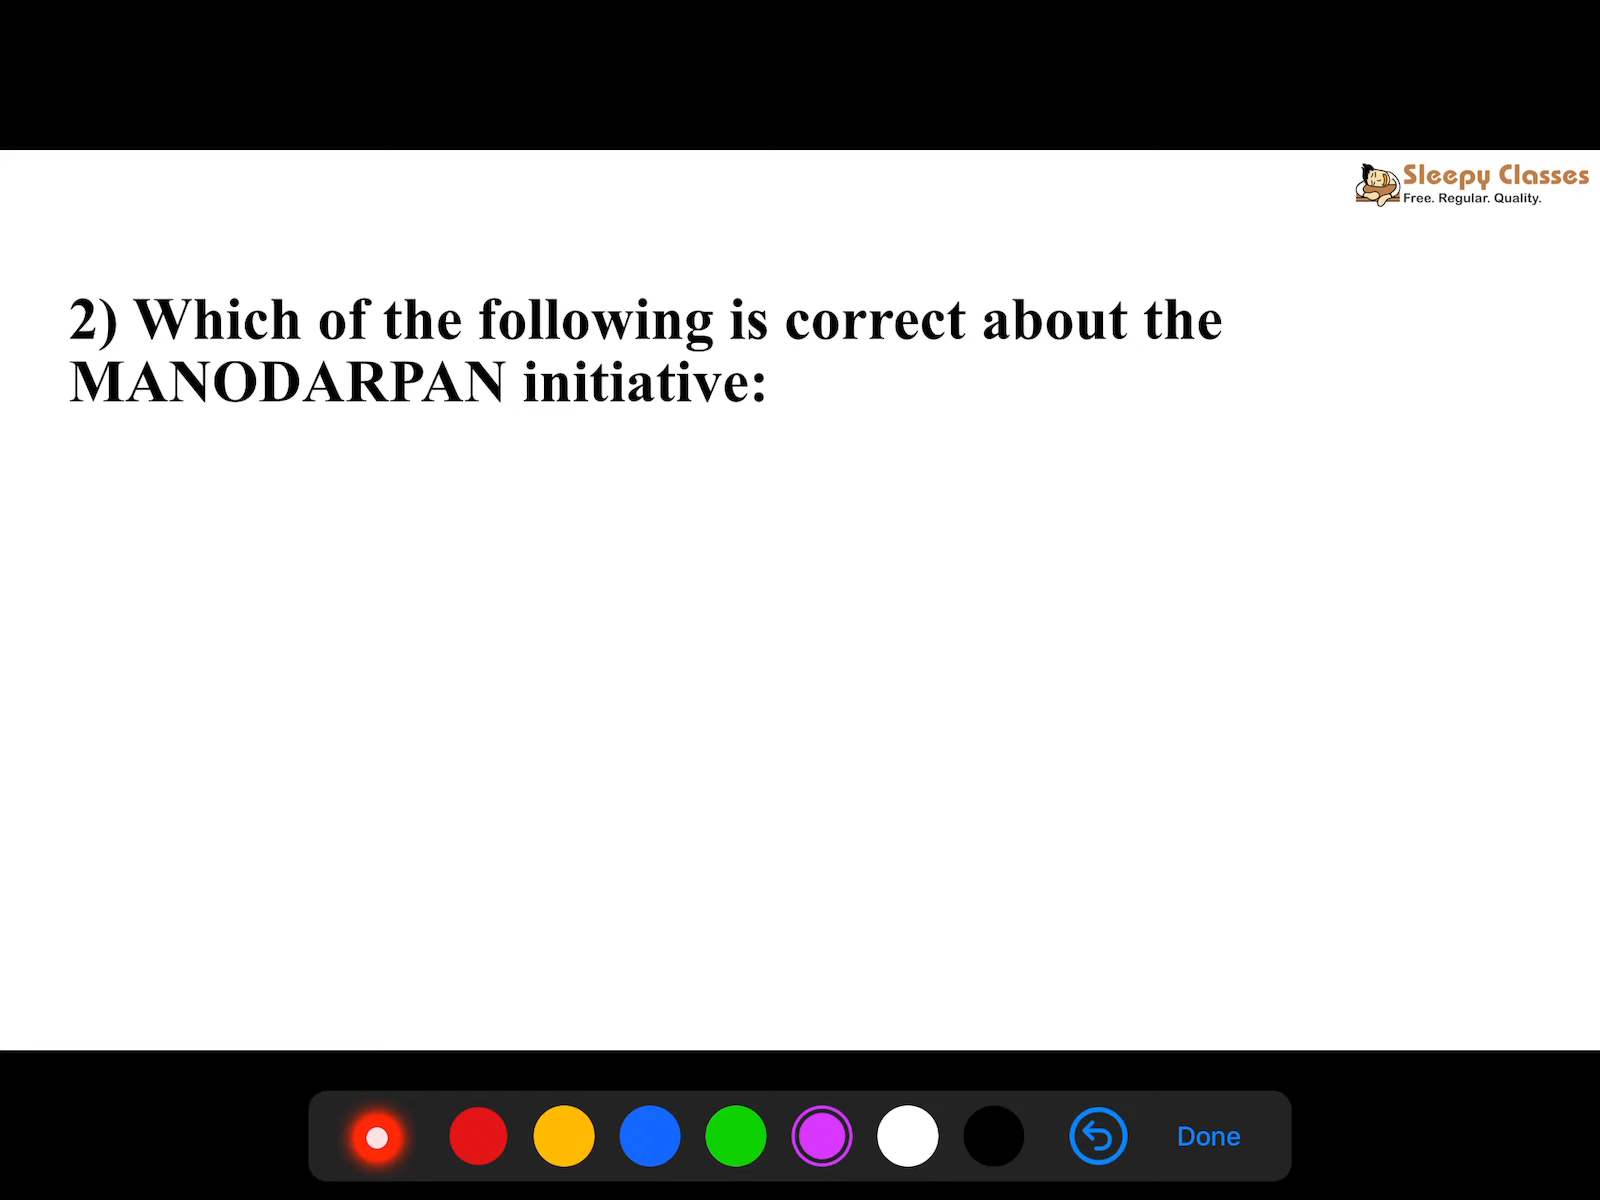 Sleepy Classes
Free. Regular. Quality.
2) Which of the following is correct about the
MANODARPAN initiative:
Done